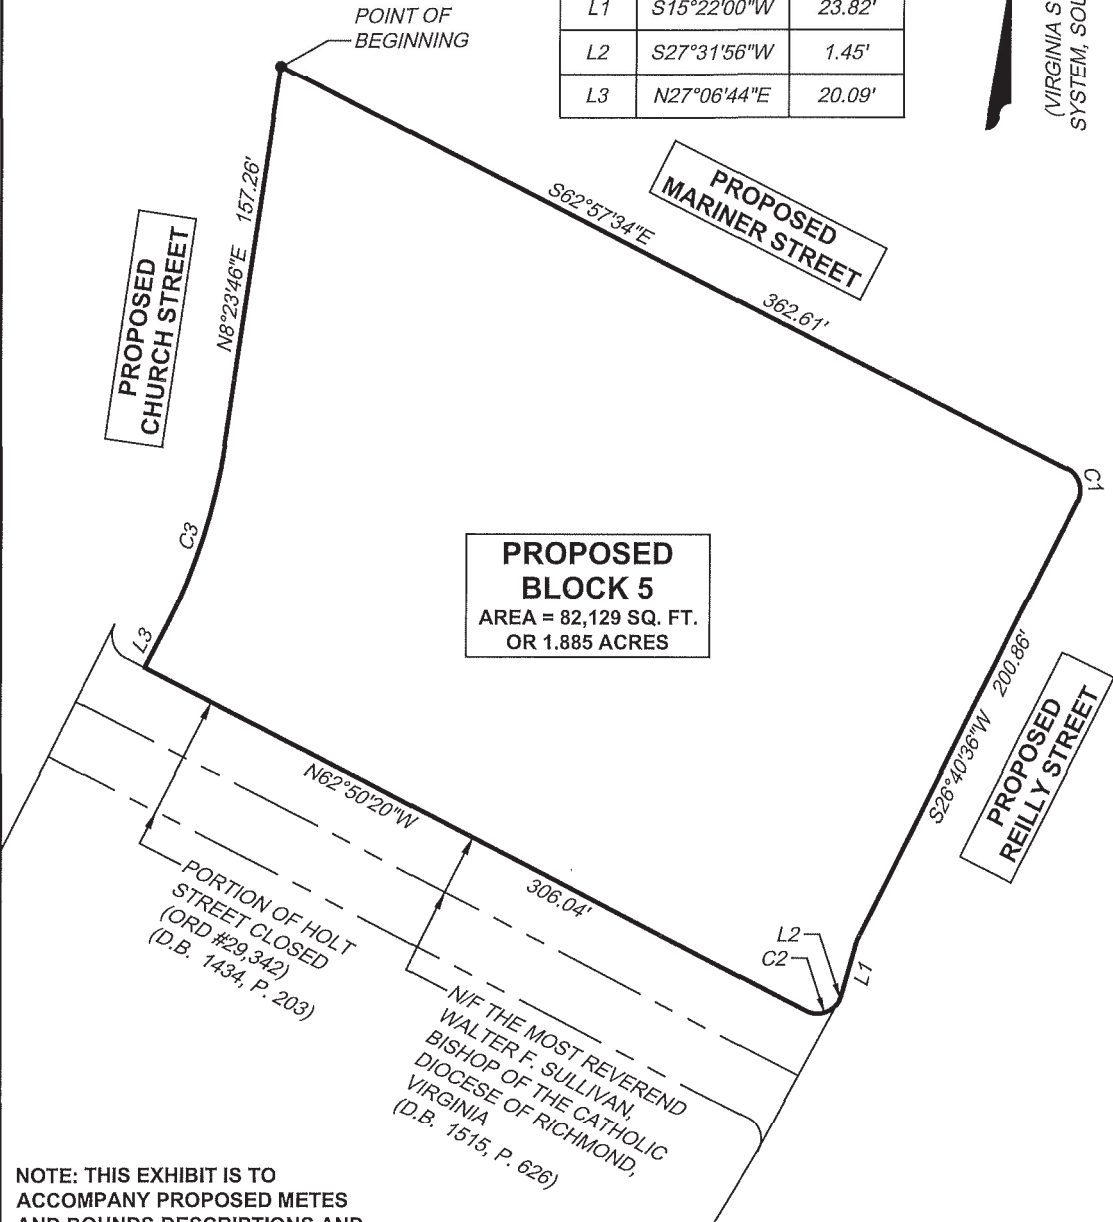 POINT OF
BEGINNING
L1 S15°22'00"W 23.82'
L2 S27°31'56"W 1.45'
L3 N27°06'44"E 20.09'
(VIRGINIA S
SYSTEM, SOU
PROPOSED
MARINER STREET
S62°57'34"E
362.61'
N8°23'46"E 157.26'
PROPOSED
CHURCH STREET
C1
C3
PROPOSED
BLOCK 5
AREA = 82,129 SQ. FT.
OR 1.885 ACRES
L3
S26°40'36"W 200.86'
PROPOSED
REILLY STREET
N62°50'20"W
306.04'
L2
C2
L1
PORTION OF HOLT
STREET CLOSED
(ORD #29,342)
(D.B. 1434, P. 203)
N/F THE MOST REVEREND
WALTER F. SULLIVAN,
BISHOP OF THE CATHOLIC
DIOCESE OF RICHMOND,
VIRGINIA
(D.B. 1515, P. 626)
NOTE: THIS EXHIBIT IS TO
ACCOMPANY PROPOSED METES
AND BOUNDS DESCRIPTIONS AND